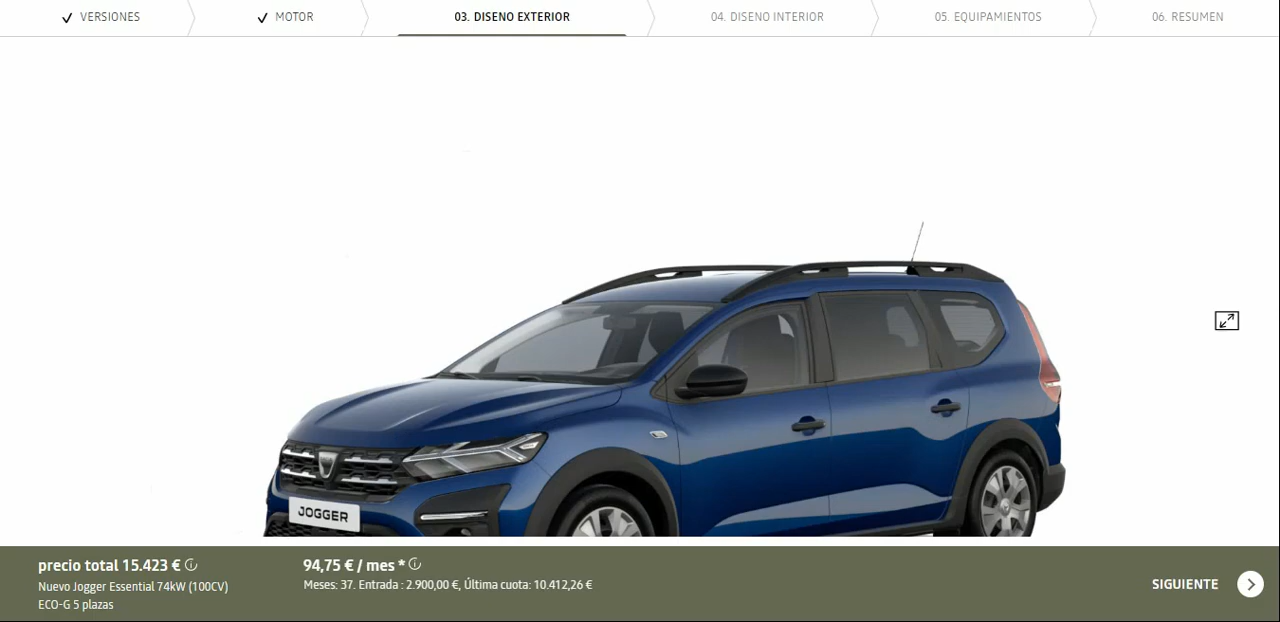 VERSIONES
MOTOR
03. DISENO EXTERIOR
04. DISENO INTERIOR
05. EQUIPAMIENTOS
06. RESUMEN
JOGGER
precio total 15.423 €
94,75 € / mes *
Nuevo Jogger Essential 74kW (100CV)
Meses: 37. Entrada : 2.900,00 €, Última cuota: 10.412,26 €
ECO-G 5 plazas
SIGUIENTE